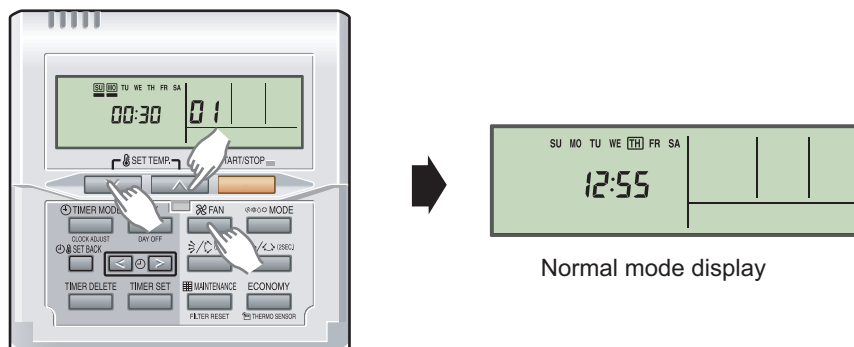 SU MO TU WE TH FR SA
00:30 01
SET TEMP. START/STOP
TIMER MODE FAN MODE
CLOCK ADJUST DAY OFF
SET BACK (2SEC.)
TIMER DELETE TIMER SET MAINTENANCE ECONOMY
FILTER RESET THERMO SENSOR
SU MO TU WE TH FR SA
12:55
Normal mode display